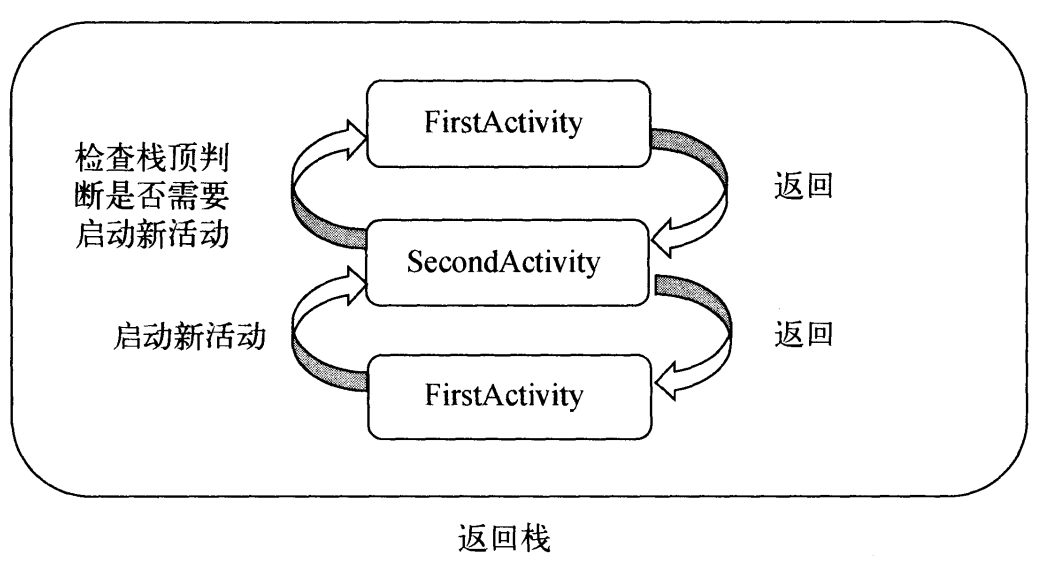 FirstActivity
检查栈顶判
断是否需要
启动新活动
返回
SecondActivity
启动新活动
返回
FirstActivity
返回栈